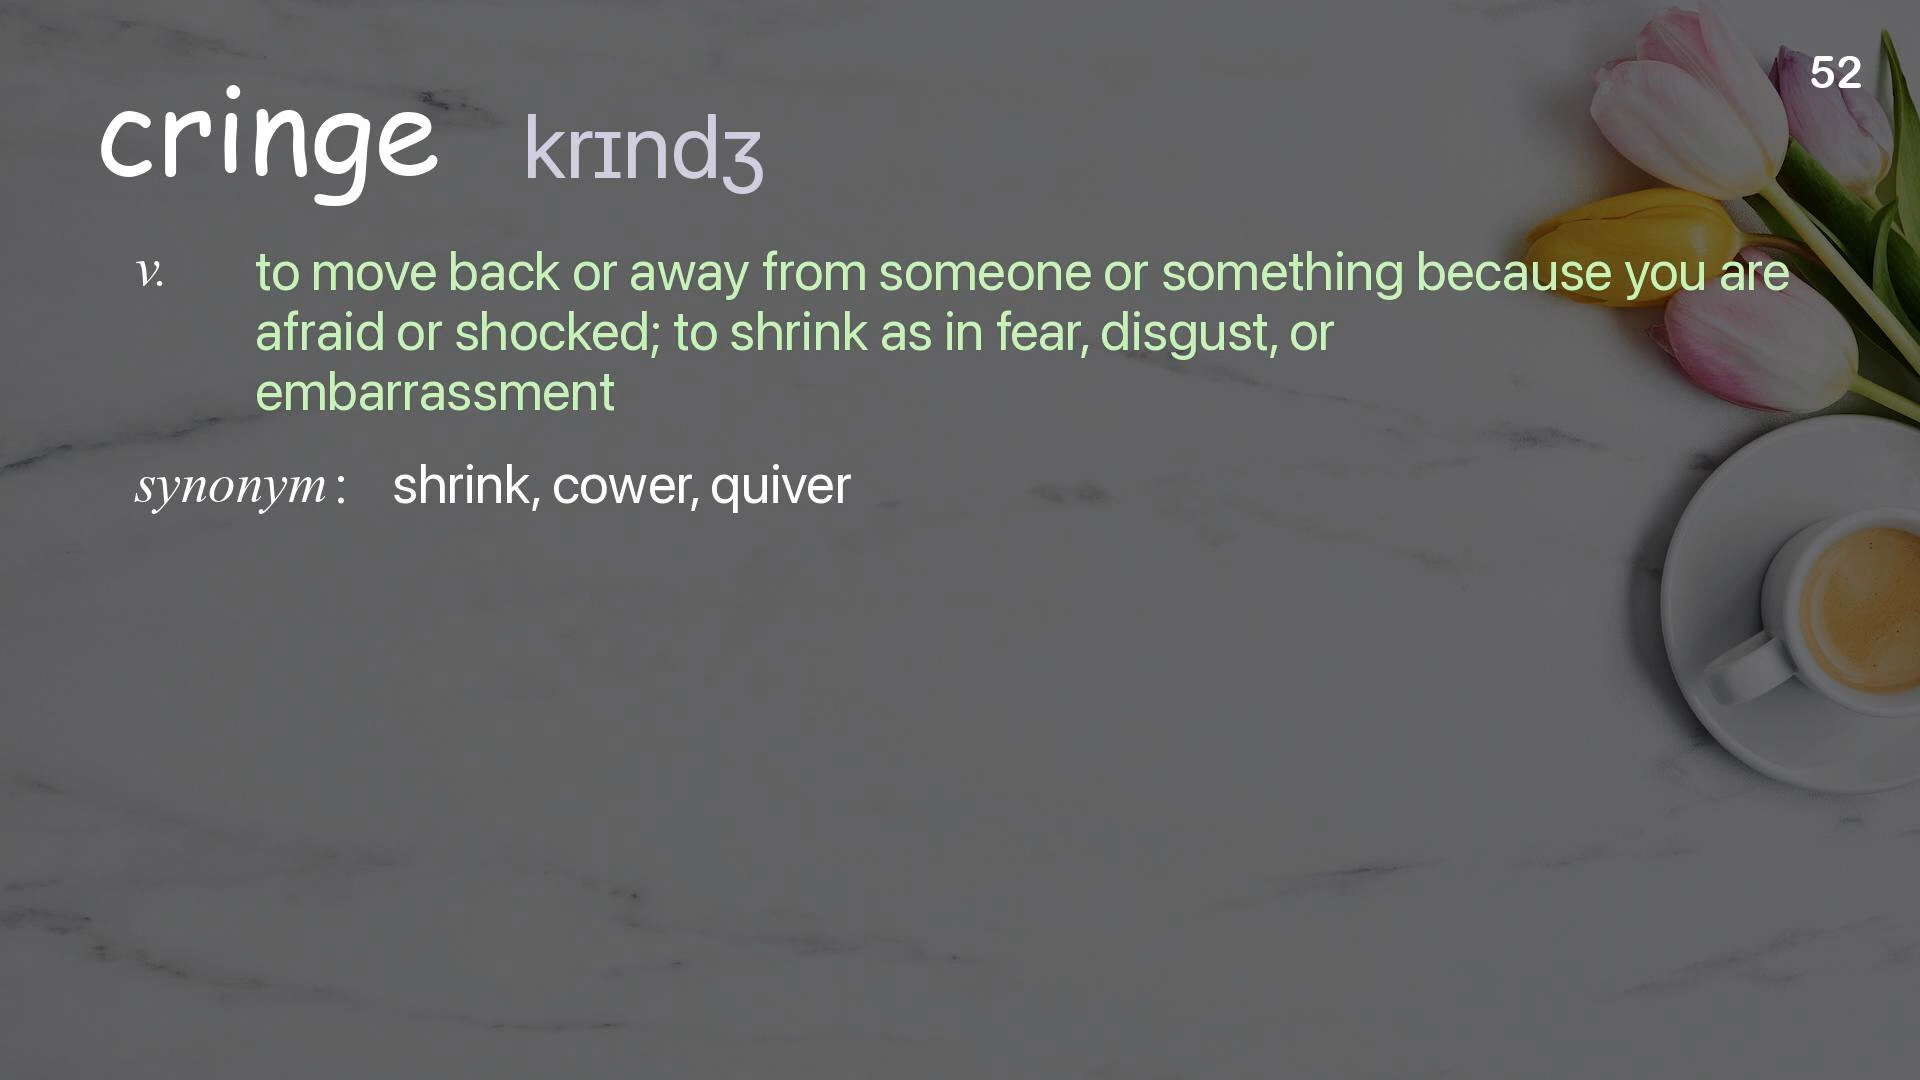 52
cringe krɪndʒ
v. to move back or away from someone or something because you are
afraid or shocked; to shrink as in fear, disgust, or
embarrassment
synonym : shrink, cower, quiver